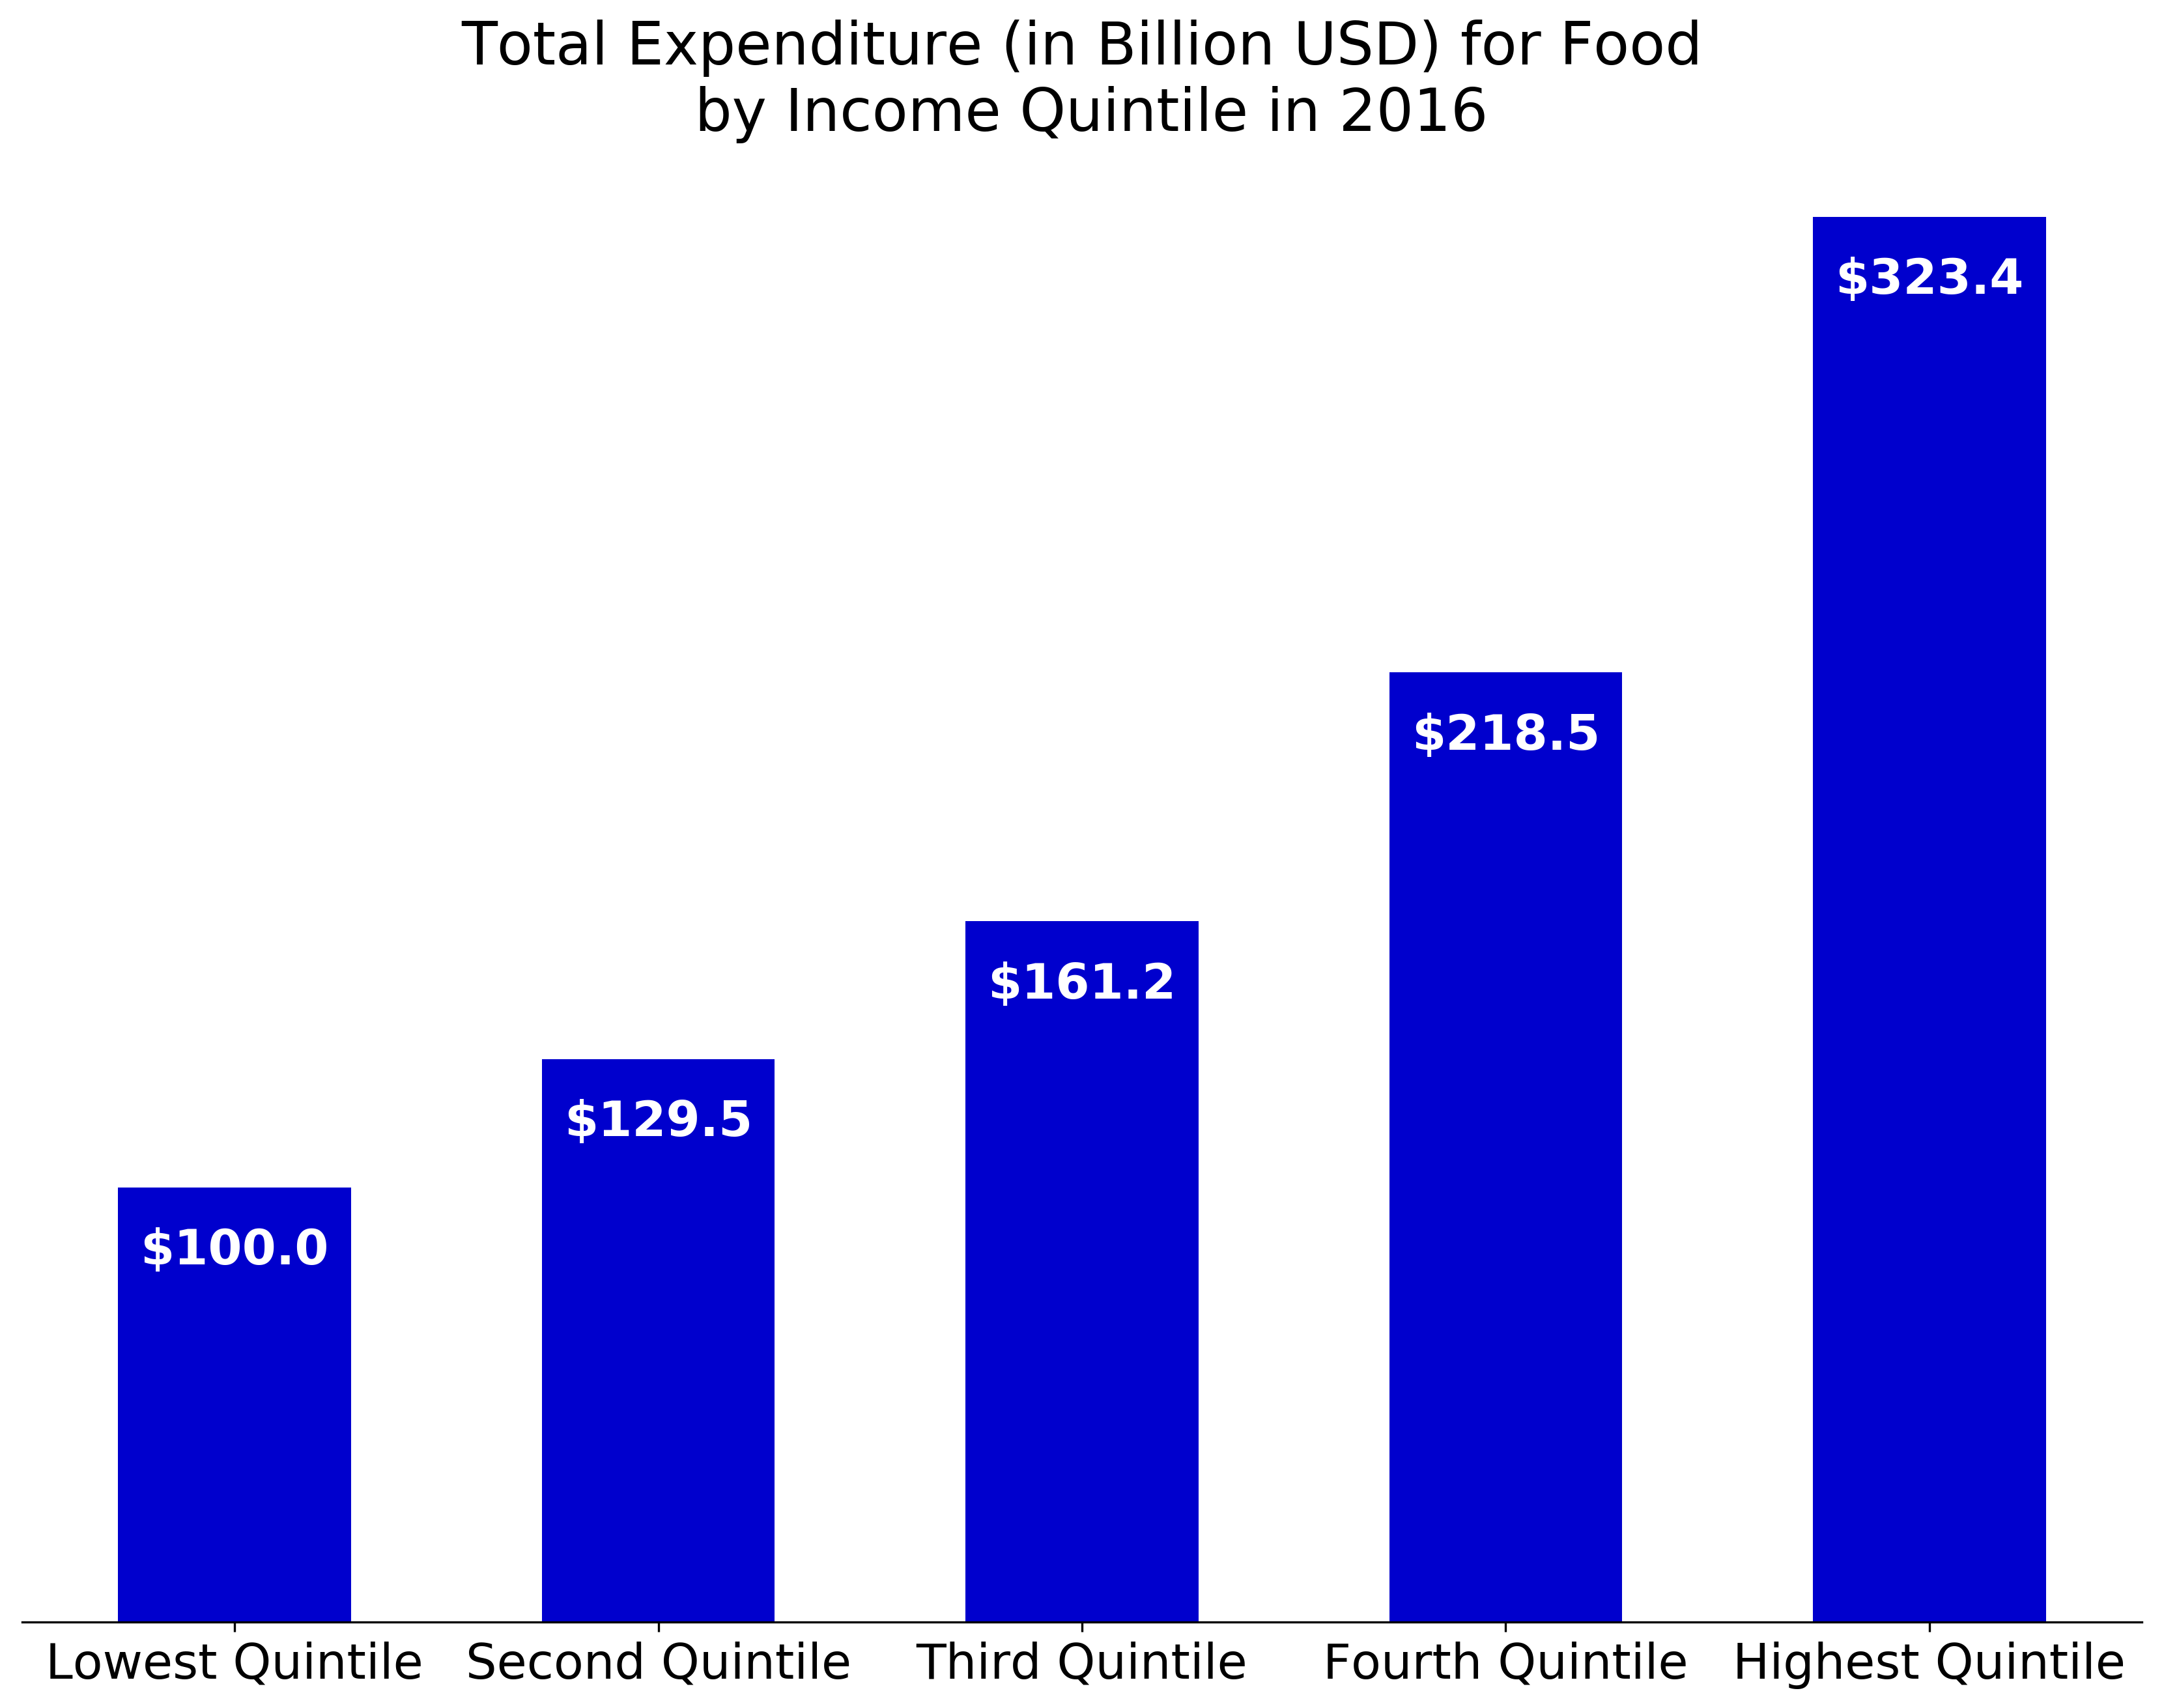 Total Expenditure (in Billion USD) for Food
by Income Quintile in 2016
$323.4
$218.5
$161.2
$129.5
$100.0
Lowest Quintile Second Quintile Third Quintile Fourth Quintile Highest Quintile